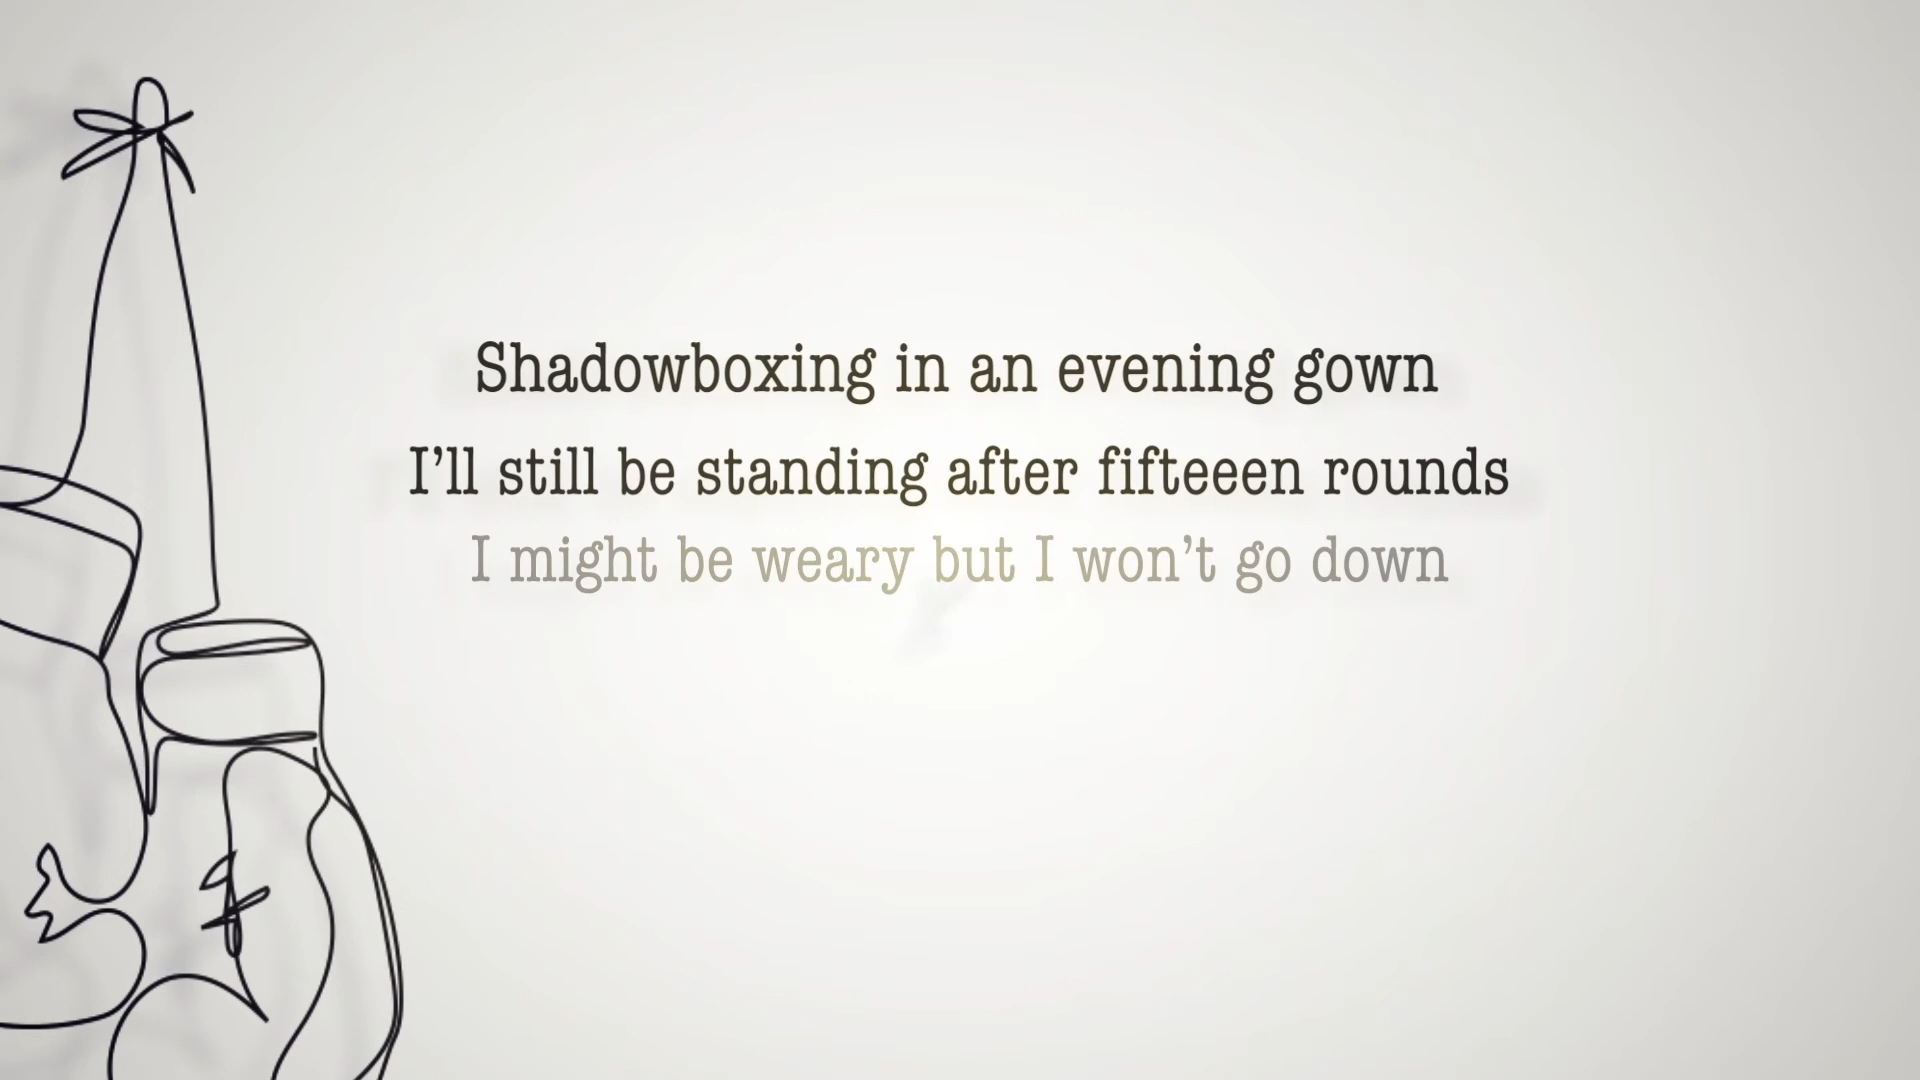 Shadowboxing in an evening gown
I’ll still be standing after fifteeen rounds
I might be weary but I won’t go down